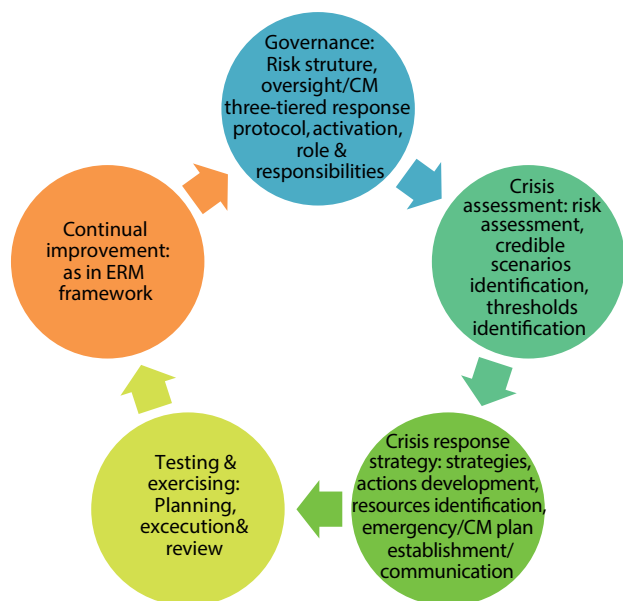 Governance:
Risk struture,
oversight/CM
three-tiered response
protocol, activation,
role &
responsibilities
Crisis
assessment: risk
assessment,
credible
scenarios
identification,
thresholds
identification
Crisis response
strategy: strategies,
actions development,
resources identification,
emergency/CM plan
establishment/
communication
Testing &
exercising:
Planning,
excecution&
review
Continual
improvement:
as in ERM
framework